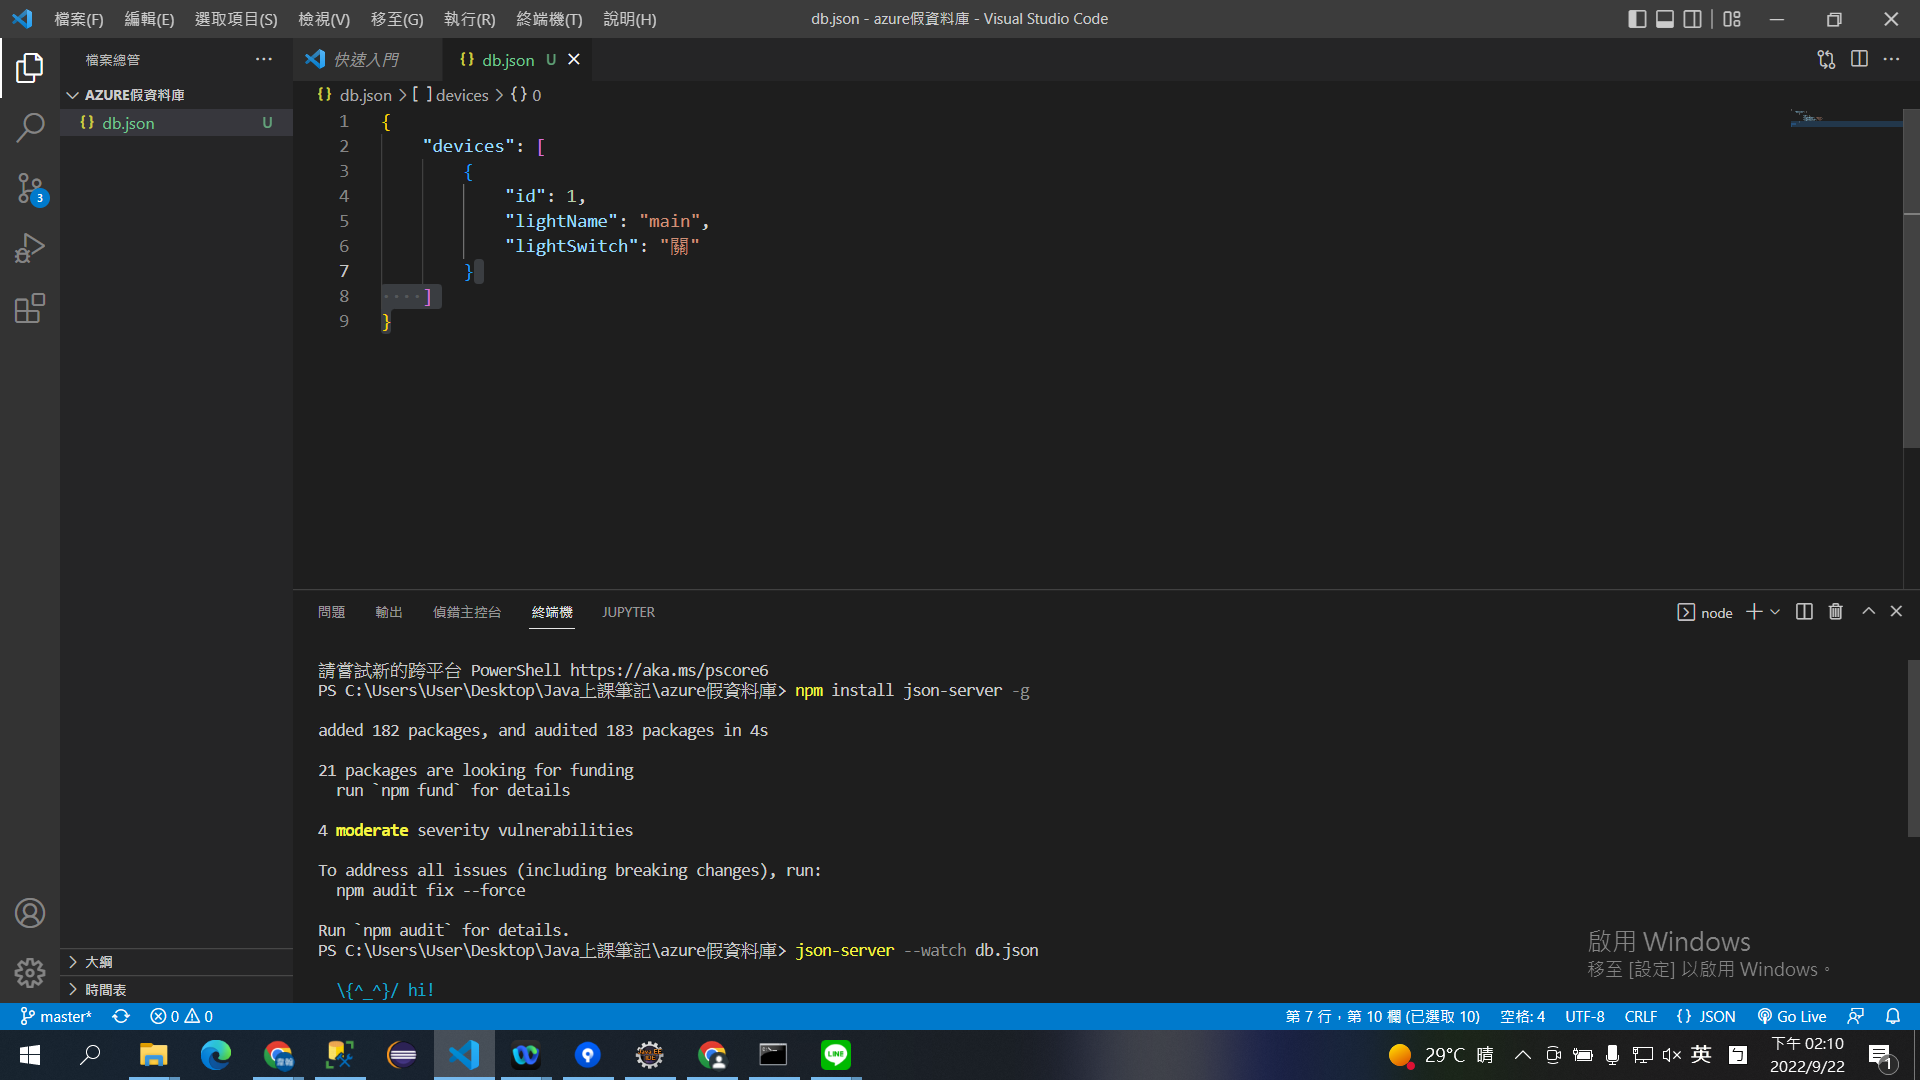 檔案(F) 編輯(E) 選取項目(S) 檢視(V) 移至(G) 執行(R) 終端機(T) 說明(H)
db.json - azure假資料庫 - Visual Studio Code
檔案總管
快速入門
db.json U
AZURE假資料庫
db.json U
db.json > [ ] devices > {} 0
3
1 {
2 "devices": [
3 {
4 "id": 1,
5 "lightName": "main",
6 "lightSwitch": "關"
7 }
8 ····]
9 }
問題 輸出 偵錯主控台 終端機 JUPYTER
node
請嘗試新的跨平台 PowerShell https://aka.ms/pscore6
PS C:\Users\User\Desktop\Java上課筆記\azure假資料庫> npm install json-server -g
added 182 packages, and audited 183 packages in 4s
21 packages are looking for funding
run `npm fund` for details
4 moderate severity vulnerabilities
To address all issues (including breaking changes), run:
npm audit fix --force
Run `npm audit` for details.
PS C:\Users\User\Desktop\Java上課筆記\azure假資料庫> json-server --watch db.json
\{^_^}/ hi!
啟用 Windows
移至 [設定] 以啟用 Windows。
大綱
時間表
master* 0 0
第 7 行，第 10 欄 (已選取 10) 空格: 4 UTF-8 CRLF {} JSON Go Live
LINE
29°C 晴
英
下午 02:10
2022/9/22
1